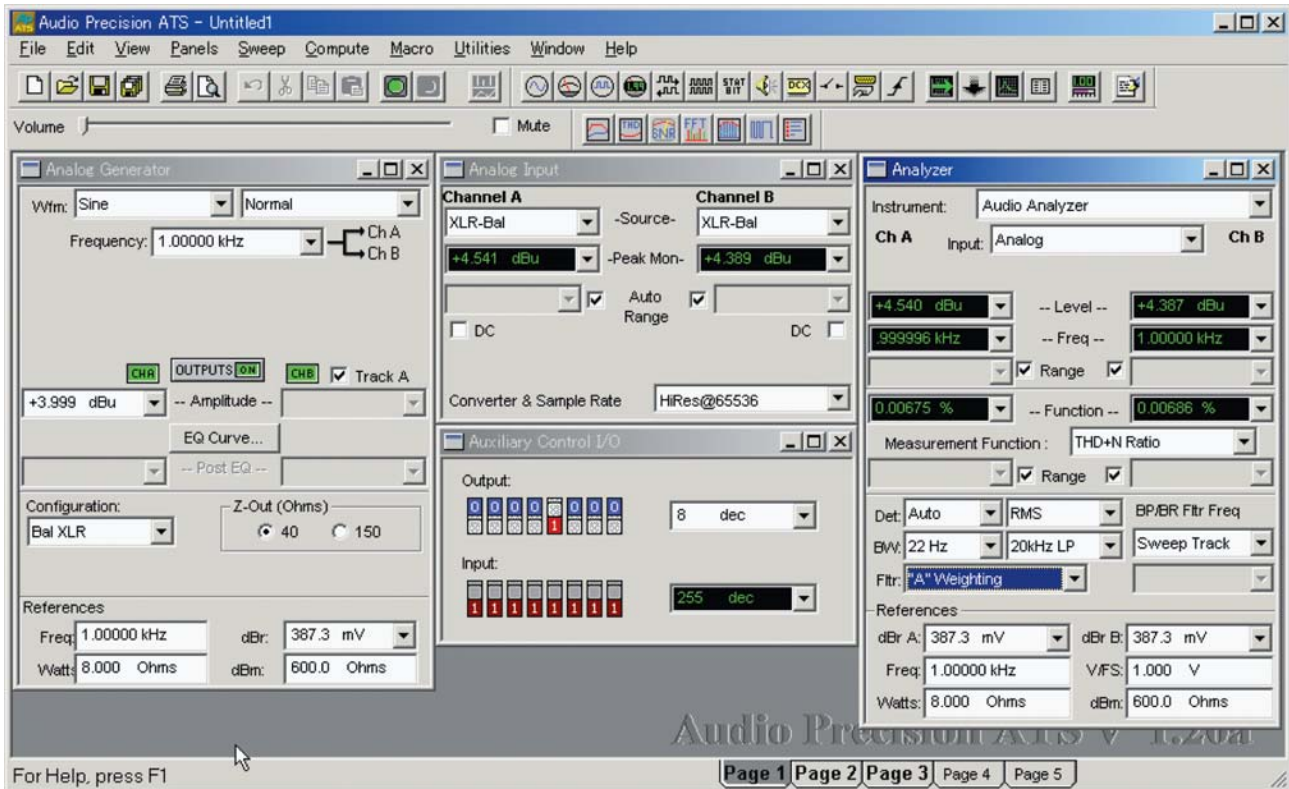 Audio Precision ATS - Untitled1
File Edit View Panels Sweep Compute Macro Utilities Window Help
STAT BIT
DCX
Volume
Mute
THD
SNR
FFT
Analog Generator
Wfm: Sine Normal
Frequency: 1.00000 kHz
Ch A
Ch B
CHA OUTPUTS ON CHB Track A
+3.999 dBu -- Amplitude --
EQ Curve...
-- Post EQ --
Configuration:
Bal XLR
Z-Out (Ohms)
40 150
References
Freq: 1.00000 kHz dBr: 387.3 mV
Watts: 8.000 Ohms dBm: 600.0 Ohms
Analog Input
Channel A Channel B
XLR-Bal -Source- XLR-Bal
+4.541 dBu -Peak Mon- +4.389 dBu
Auto Range
DC DC
Converter & Sample Rate HiRes@65536
Auxiliary Control I/O
Output:
0 0 0 0 1 0 0 0
8 dec
Input:
1 1 1 1 1 1 1 1
255 dec
Analyzer
Instrument: Audio Analyzer
Ch A Input: Analog Ch B
+4.540 dBu -- Level -- +4.387 dBu
.999996 kHz -- Freq -- 1.00000 kHz
Range
0.00675 % -- Function -- 0.00686 %
Measurement Function : THD+N Ratio
Range
Det: Auto RMS BP/BR Fltr Freq
BW: 22 Hz 20kHz LP Sweep Track
Fltr: "A" Weighting
References
dBr A: 387.3 mV dBr B: 387.3 mV
Freq: 1.00000 kHz V/FS: 1.000 V
Watts: 8.000 Ohms dBm: 600.0 Ohms
Audio Precision ATS V 1.20a
For Help, press F1
Page 1 Page 2 Page 3 Page 4 Page 5